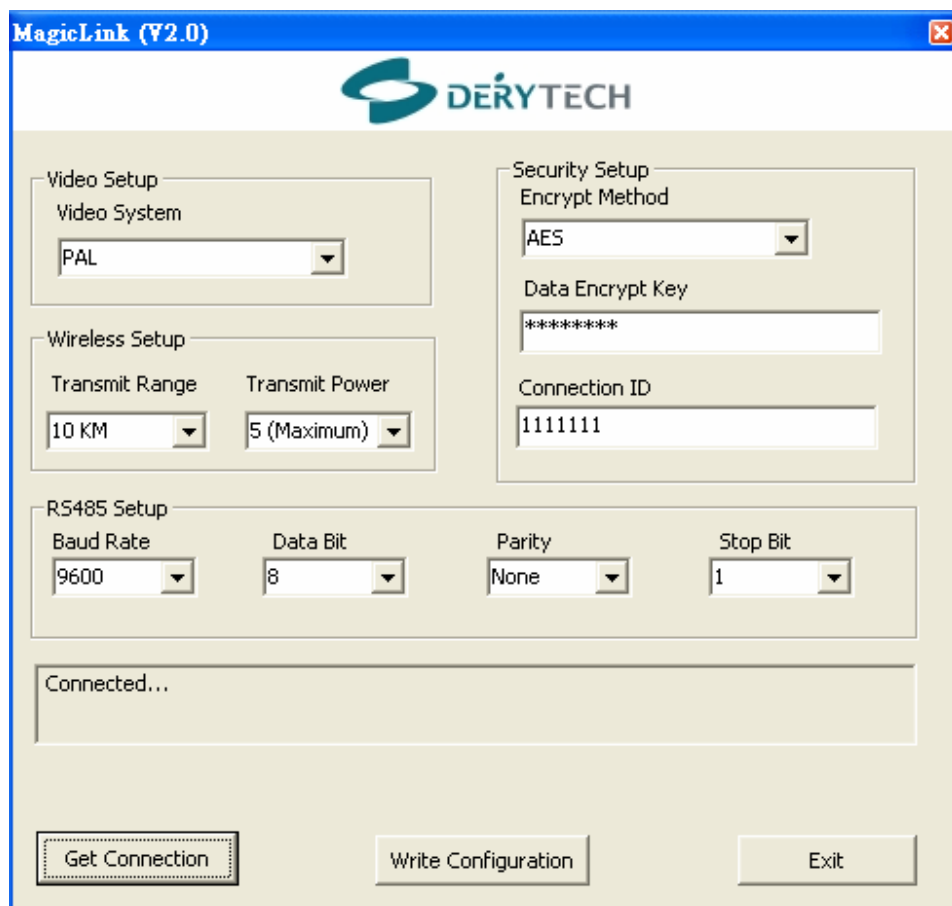 MagicLink (V2.0)
DERYTECH
Video Setup
Video System
PAL
Security Setup
Encrypt Method
AES
Data Encrypt Key
********
Connection ID
1111111
Wireless Setup
Transmit Range
Transmit Power
10 KM
5 (Maximum)
RS485 Setup
Baud Rate
Data Bit
Parity
Stop Bit
9600
8
None
1
Connected...
Get Connection
Write Configuration
Exit